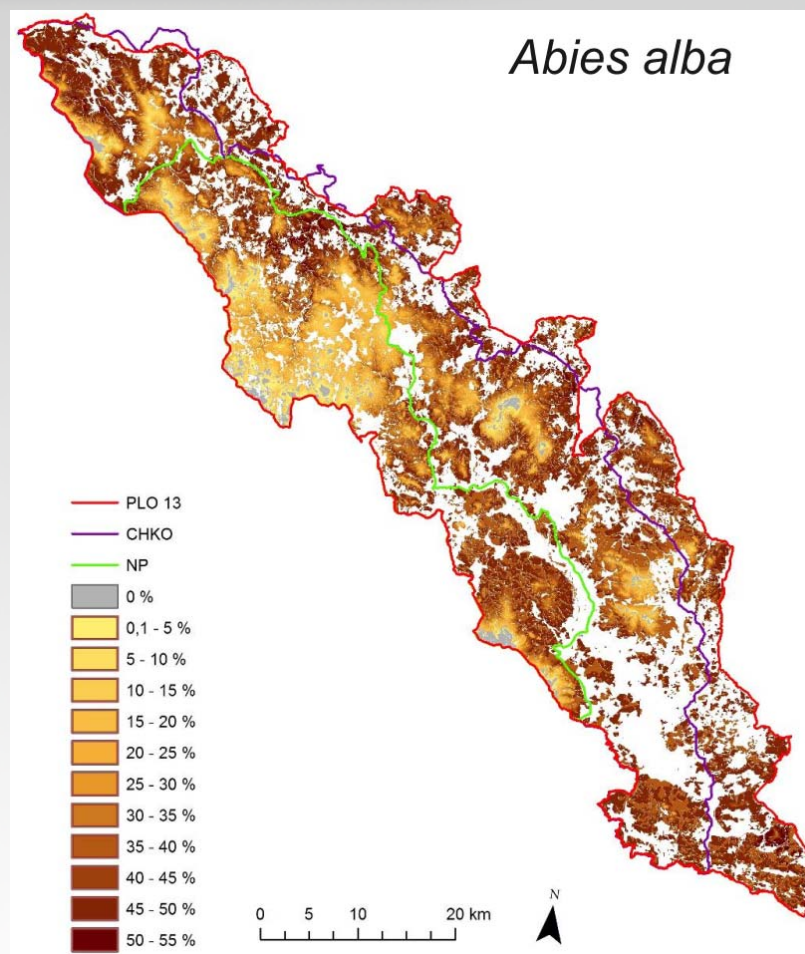 Abies alba
PLO 13
CHKO
NP
0 %
0,1 - 5 %
5 - 10 %
10 - 15 %
15 - 20 %
20 - 25 %
25 - 30 %
30 - 35 %
35 - 40 %
40 - 45 %
45 - 50 %
50 - 55 %
0 5 10 20 km
N